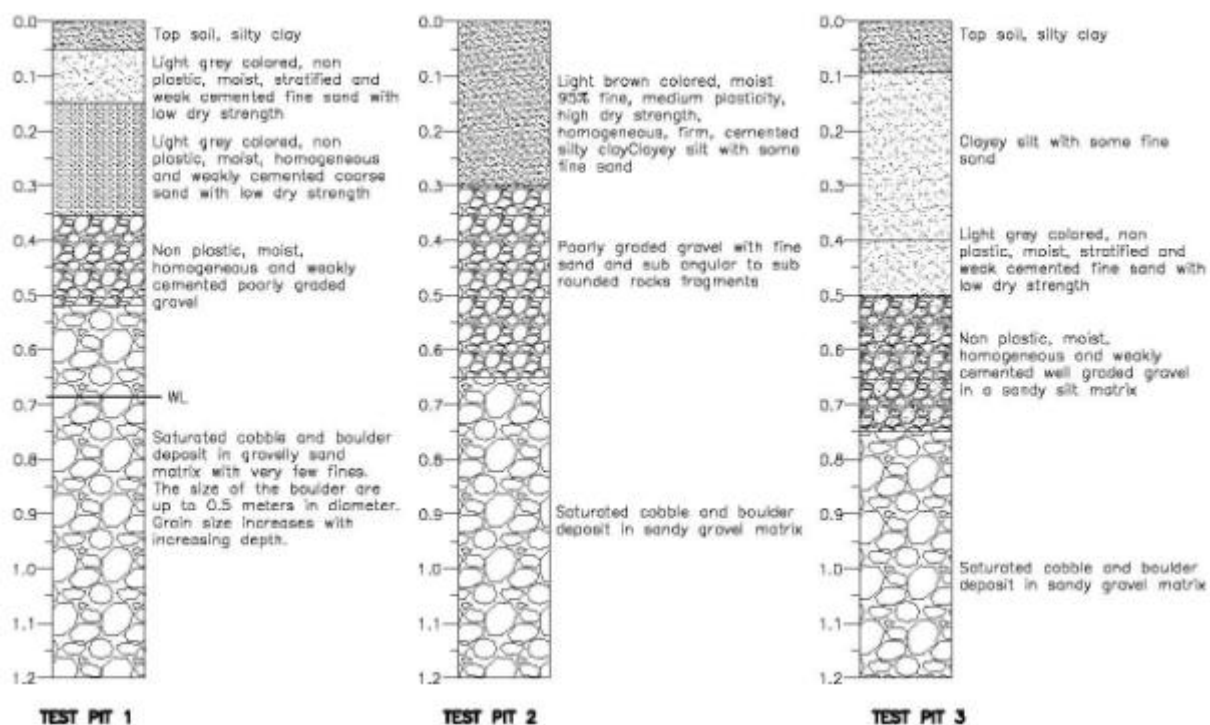 0.0
0.1
0.2
0.3
0.4
0.5
0.6
0.7
0.8
0.9
1.0
1.1
1.2
Top soil, silty clay
Light grey colored, non
plastic, moist, stratified and
weak cemented fine sand with
low dry strength
Light grey colored, non
plastic, moist, homogeneous
and weakly cemented coarse
sand with low dry strength
Non plastic, moist,
homogeneous and weakly
cemented poorly graded
gravel
WL
Saturated cobble and boulder
deposit in gravelly sand
matrix with very few fines.
The size of the boulder are
up to 0.5 meters in diameter.
Grain size increases with
increasing depth.
TEST PIT 1
0.0
0.1
0.2
0.3
0.4
0.5
0.6
0.7
0.8
0.9
1.0
1.1
1.2
Light brown colored, moist
95% fine, medium plasticity,
high dry strength,
homogeneous, firm, cemented
silty clayClayey silt with some
fine sand
Poorly graded gravel with fine
sand and sub angular to sub
rounded rocks fragments
Saturated cobble and boulder
deposit in sandy gravel matrix
TEST PIT 2
0.0
0.1
0.2
0.3
0.4
0.5
0.6
0.7
0.8
0.9
1.0
1.1
1.2
Top soil, silty clay
Clayey silt with some fine
sand
Light grey colored, non
plastic, moist, stratified and
weak cemented fine sand with
low dry strength
Non plastic, moist,
homogeneous and weakly
cemented well graded gravel
in a sandy silt matrix
Saturated cobble and boulder
deposit in sandy gravel matrix
TEST PIT 3